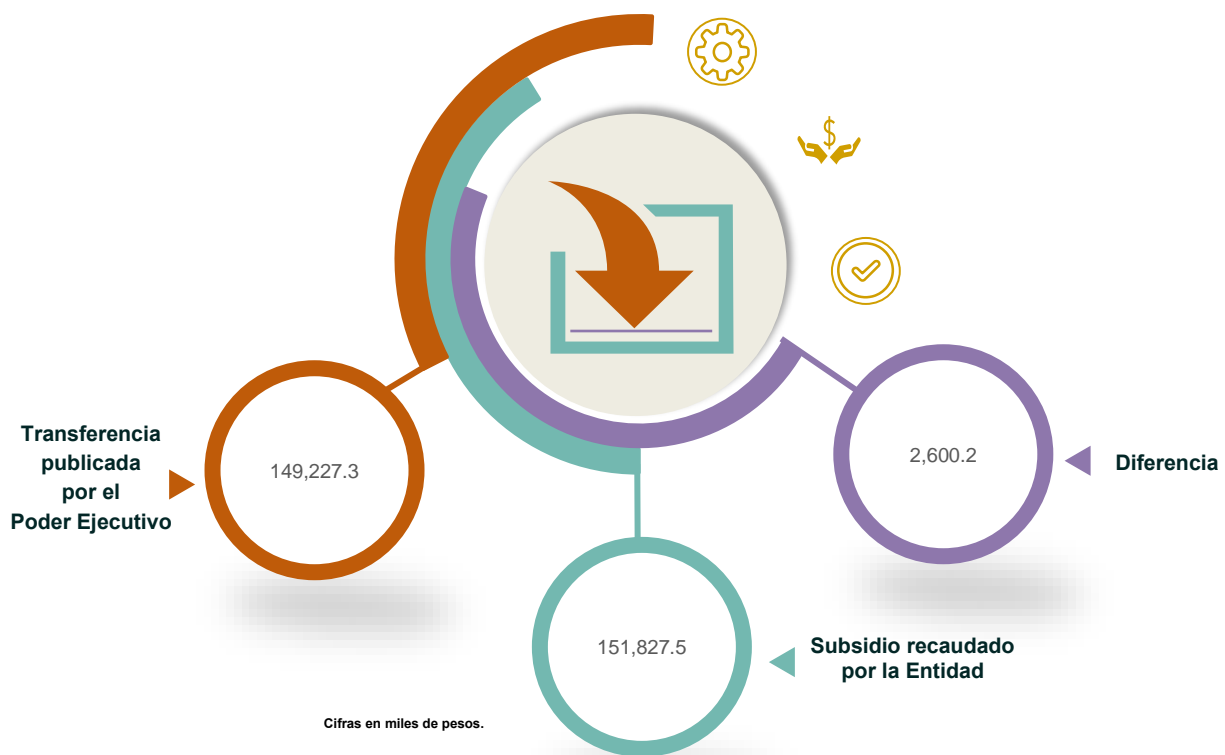 Transferencia
publicada
por el
Poder Ejecutivo
149,227.3
2,600.2
Diferencia
151,827.5
Subsidio recaudado
por la Entidad
Cifras en miles de pesos.
$